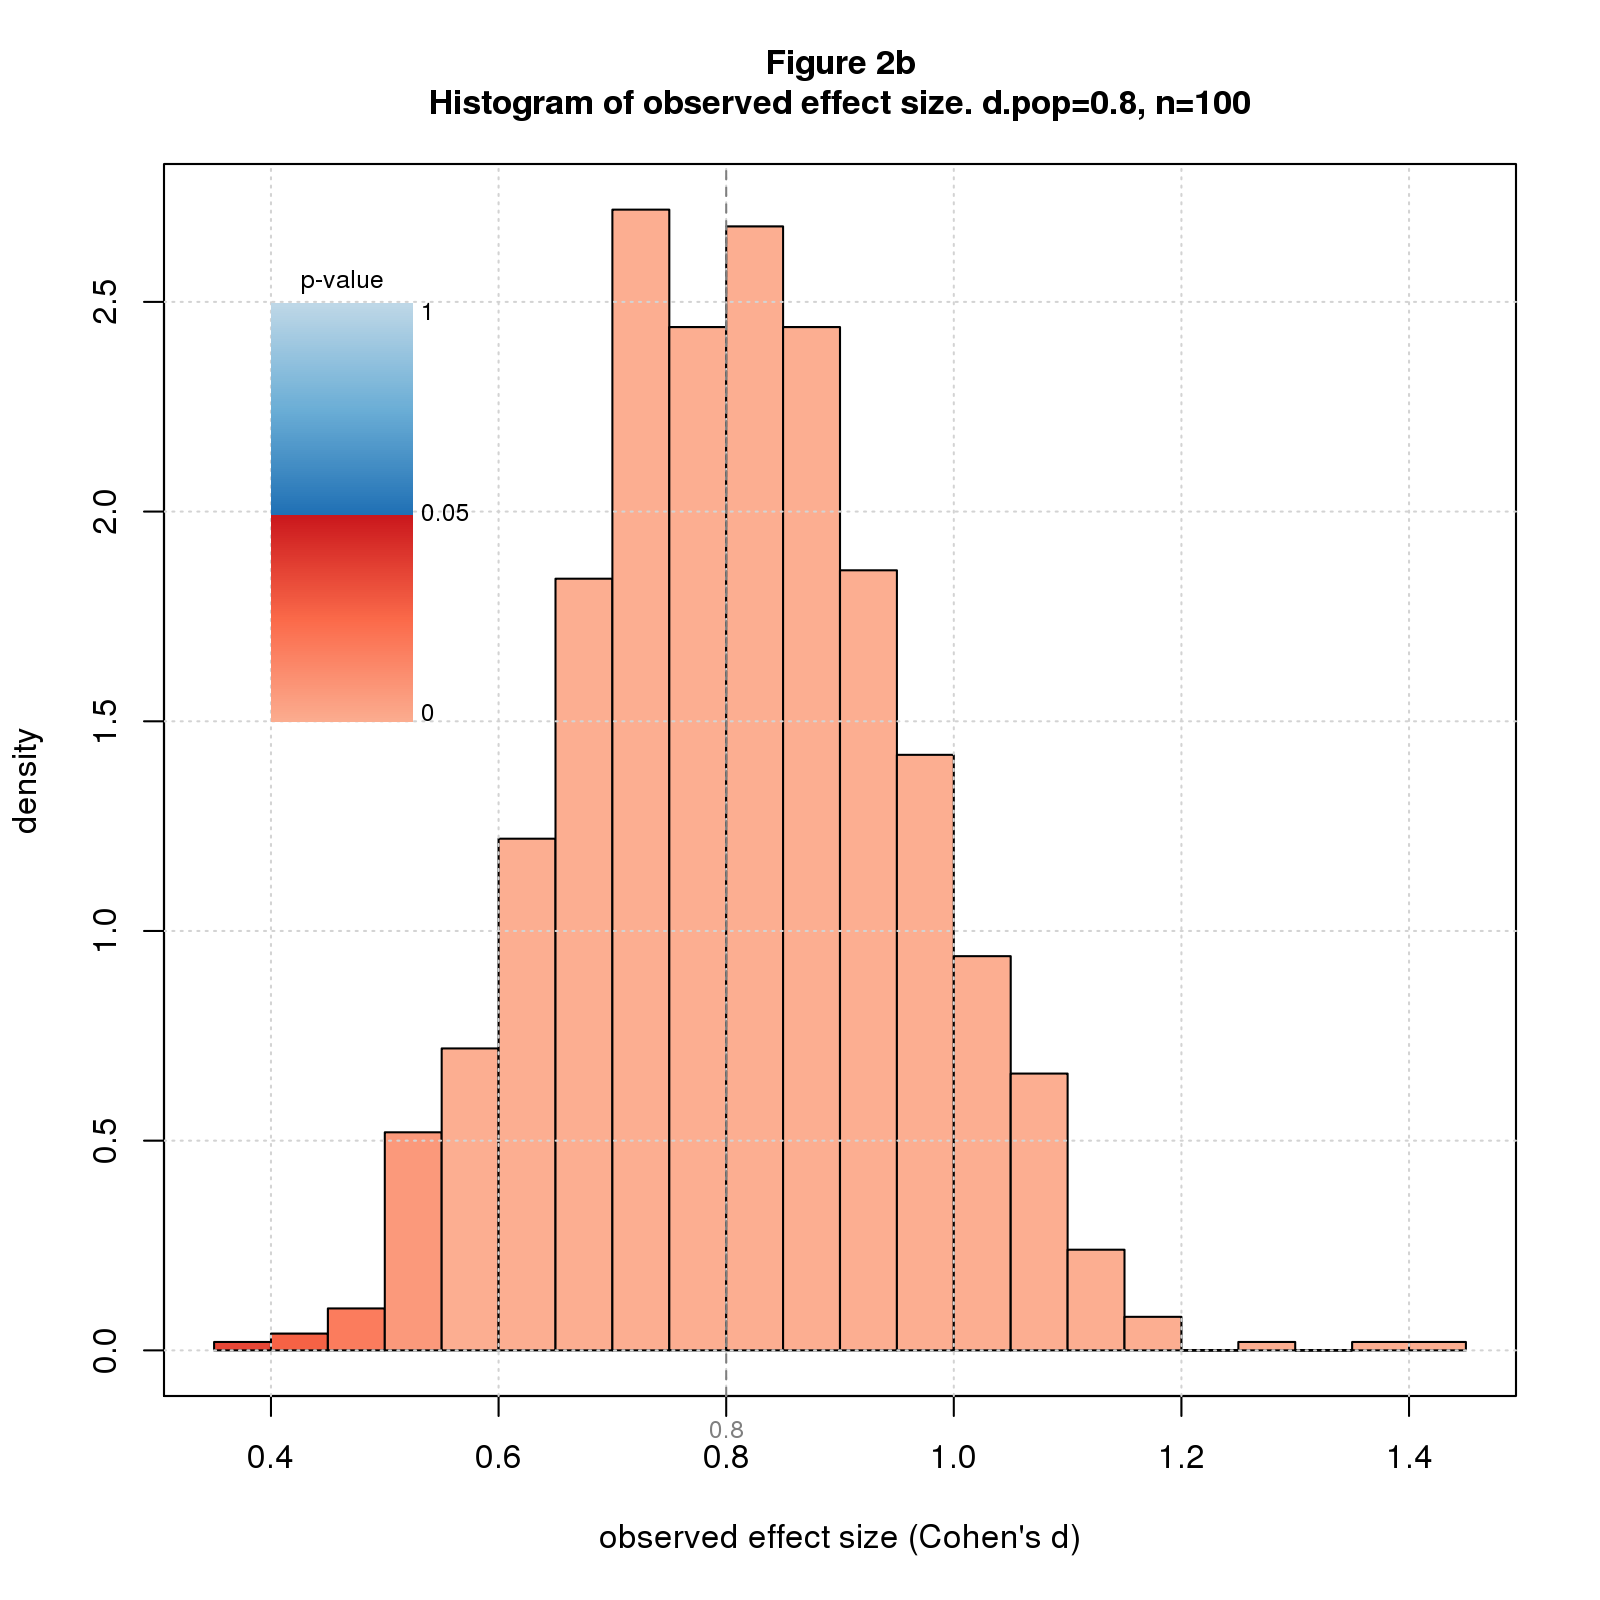 Figure 2b
Histogram of observed effect size. d.pop=0.8, n=100
p-value
1
0.05
0
density
2.5
2.0
1.5
1.0
0.5
0.0
0.8
0.4 0.6 0.8 1.0 1.2 1.4
observed effect size (Cohen's d)